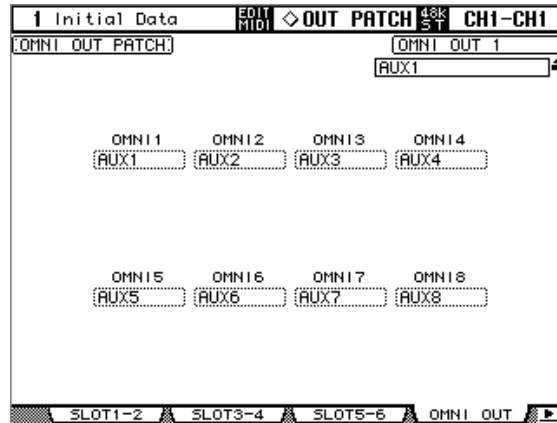 1 Initial Data EDIT MIDI ◇OUT PATCH 48k ST CH1-CH1
OMNI OUT PATCH OMNI OUT 1
AUX1
OMNI1 OMNI2 OMNI3 OMNI4
AUX1 AUX2 AUX3 AUX4
OMNI5 OMNI6 OMNI7 OMNI8
AUX5 AUX6 AUX7 AUX8
SLOT1-2 SLOT3-4 SLOT5-6 OMNI OUT